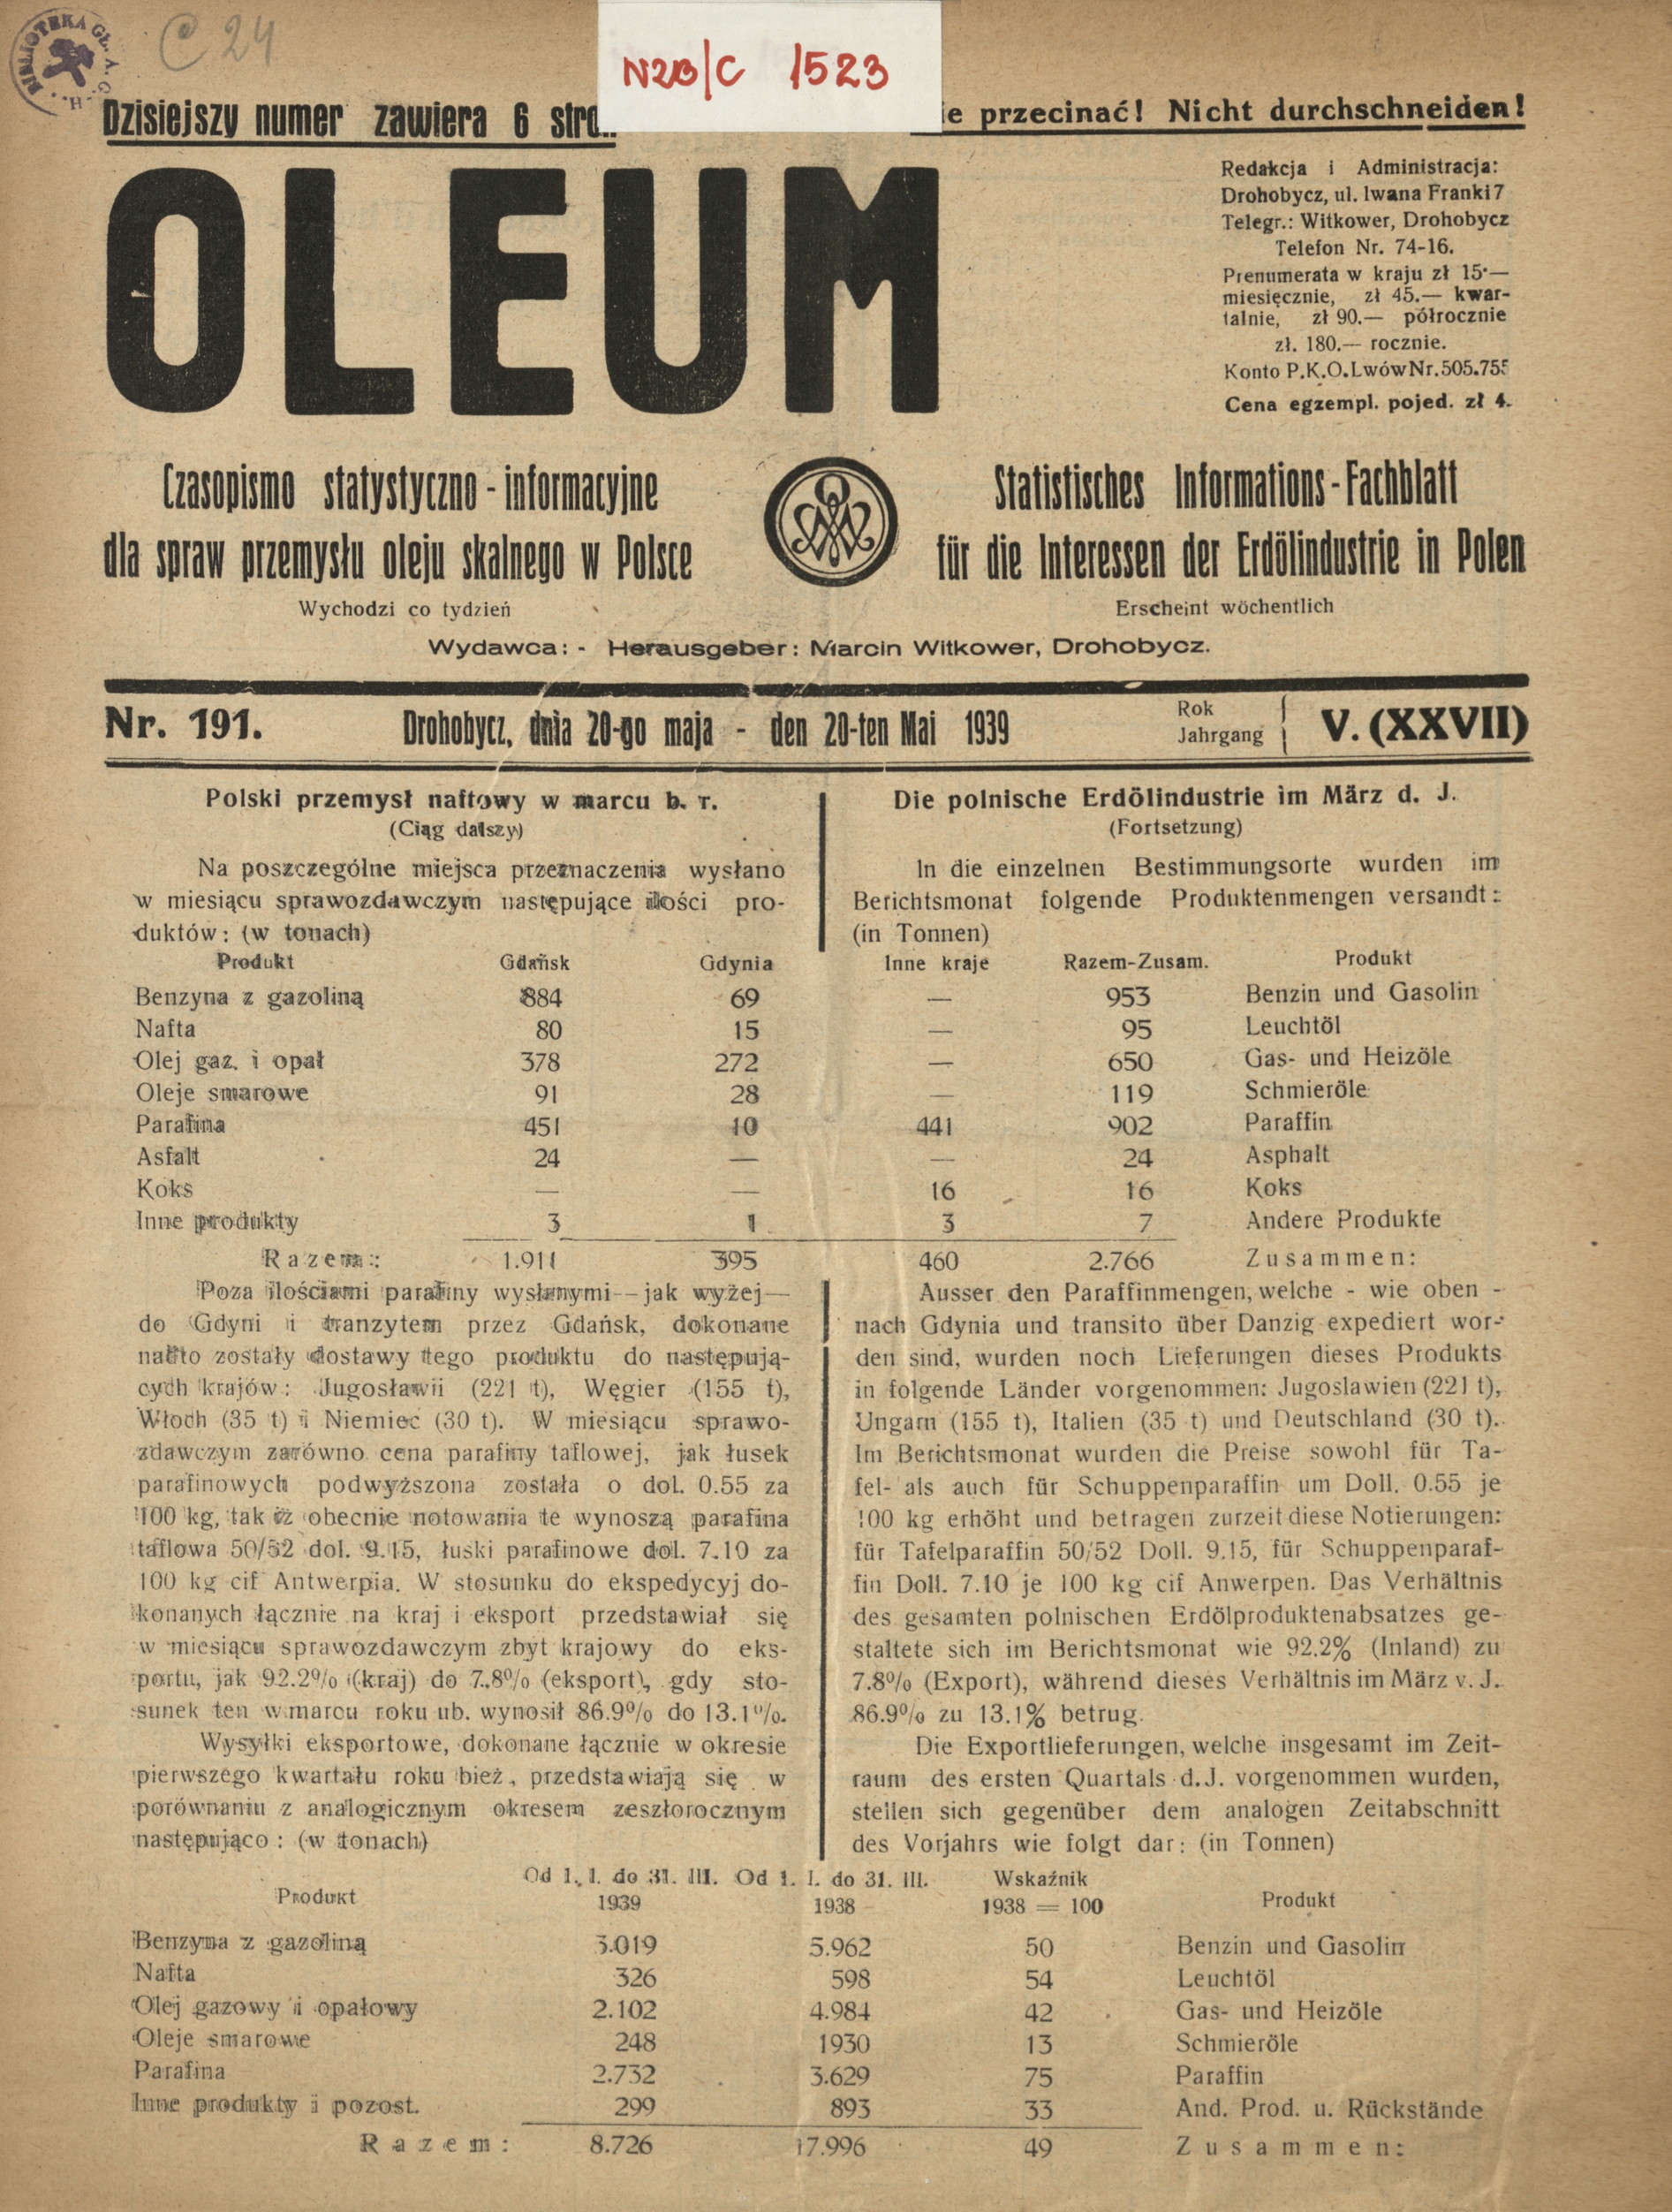 C 24
BIBLIOTEKA GŁ. A. G. H.
N2B/C 1523
Dzisiejszy numer zawiera 6 
przecinać! Nicht durchschneiden!
OLEUM
Redakcja i Administracja:
Drohobycz, ul. Iwana Franki 7
Telegr.: Witkower, Drohobycz
Telefon Nr. 74-16.
Prenumerata w kraju zł 15·—
miesięcznie, zł 45.— kwar-
talnie, zł 90.— półrocznie
zł. 180.— rocznie.
Konto P.K.O. Lwów Nr. 505.755
Cena egzempl. pojed. zł 4.
Czasopismo statystyczno - informacyjne
dla spraw przemysłu oleju skalnego w Polsce
Wychodzi co tydzień
Statistisches Informations - Fachblatt
für die Interessen der Erdölindustrie in Polen
Erscheint wöchentlich
Wydawca: - Herausgeber: Marcin Witkower, Drohobycz.
Nr. 191. Drohobycz, dnia 20-go maja - den 20-ten Mai 1939 Rok Jahrgang V. (XXVII)
Polski przemysł naftowy w marcu b. r.
(Ciąg dalszy)
Na poszczególne miejsca przeznaczenia wysłano
w miesiącu sprawozdawczym następujące ilości pro-
duktów: (w tonach)
Die polnische Erdölindustrie im März d. J.
(Fortsetzung)
In die einzelnen Bestimmungsorte wurden im
Berichtsmonat folgende Produktenmengen versandt:
(in Tonnen)
Produkt Gdańsk Gdynia Inne kraje Razem-Zusam. Produkt
Benzyna z gazoliną 884 69 — 953 Benzin und Gasolin
Nafta 80 15 — 95 Leuchtöl
Olej gaz. i opał 378 272 — 650 Gas- und Heizöle
Oleje smarowe 91 28 — 119 Schmieröle
Parafina 451 10 441 902 Paraffin
Asfalt 24 — — 24 Asphalt
Koks — — 16 16 Koks
Inne produkty 3 1 3 7 Andere Produkte
Razem: 1.911 395 460 2.766 Zusammen:
Poza ilościami parafiny wysłanymi — jak wyżej —
do Gdyni i tranzytem przez Gdańsk, dokonane
nadto zostały dostawy tego produktu do następują-
cych krajów: Jugosławii (221 t), Węgier (155 t),
Włoch (35 t) i Niemiec (30 t). W miesiącu sprawo-
zdawczym zarówno cena parafiny taflowej, jak łusek
parafinowych podwyższona została o dol. 0.55 za
100 kg, tak iż obecnie notowania te wynoszą parafina
taflowa 50/52 dol. 9.15, łuski parafinowe dol. 7.10 za
100 kg cif Antwerpia. W stosunku do ekspedycyj do-
konanych łącznie na kraj i eksport przedstawiał się
w miesiącu sprawozdawczym zbyt krajowy do eks-
portu, jak 92.2% (kraj) do 7.8% (eksport), gdy sto-
sunek ten w marcu roku ub. wynosił 86.9% do 13.1%.
Wysyłki eksportowe, dokonane łącznie w okresie
pierwszego kwartału roku bież., przedstawiają się w
porównaniu z analogicznym okresem zeszłorocznym
następująco: (w tonach)
Ausser den Paraffinmengen, welche - wie oben -
nach Gdynia und transito über Danzig expediert wor-
den sind, wurden noch Lieferungen dieses Produkts
in folgende Länder vorgenommen: Jugoslawien (221 t),
Ungarn (155 t), Italien (35 t) und Deutschland (30 t).
Im Berichtsmonat wurden die Preise sowohl für Ta-
fel- als auch für Schuppenparaffin um Doll. 0.55 je
100 kg erhöht und betragen zurzeit diese Notierungen:
für Tafelparaffin 50/52 Doll. 9.15, für Schuppenparaf-
fin Doll. 7.10 je 100 kg cif Anwerpen. Das Verhältnis
des gesamten polnischen Erdölproduktenabsatzes ge-
staltete sich im Berichtsmonat wie 92.2% (Inland) zu
7.8% (Export), während dieses Verhältnis im März v. J.
86.9% zu 13.1% betrug.
Die Exportlieferungen, welche insgesamt im Zeit-
raum des ersten Quartals d. J. vorgenommen wurden,
stellen sich gegenüber dem analogen Zeitabschnitt
des Vorjahrs wie folgt dar: (in Tonnen)
Produkt Od 1. I. do 31. III. 1939 Od 1. I. do 31. III. 1938 Wskaźnik 1938 = 100 Produkt
Benzyna z gazoliną 3.019 5.962 50 Benzin und Gasolin
Nafta 326 598 54 Leuchtöl
Olej gazowy i opałowy 2.102 4.984 42 Gas- und Heizöle
Oleje smarowe 248 1930 13 Schmieröle
Parafina 2.732 3.629 75 Paraffin
Inne produkty i pozost. 299 893 33 And. Prod. u. Rückstände
Razem: 8.726 17.996 49 Zusammen: